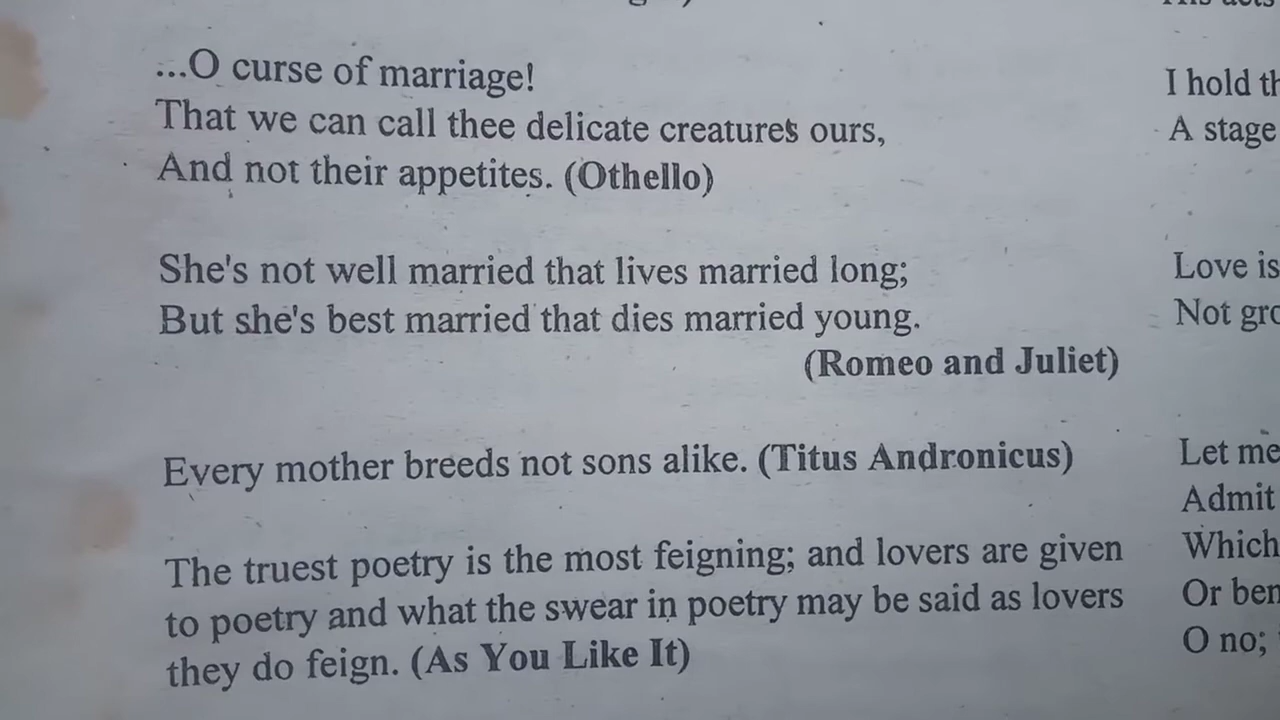 ...O curse of marriage!
That we can call thee delicate creatures ours,
And not their appetites. (Othello)
She's not well married that lives married long;
But she's best married that dies married young.
(Romeo and Juliet)
Every mother breeds not sons alike. (Titus Andronicus)
The truest poetry is the most feigning; and lovers are given
to poetry and what the swear in poetry may be said as lovers
they do feign. (As You Like It)
I hold
A stage
Love is
Not
Let me
Admit
Which
Or
O no;